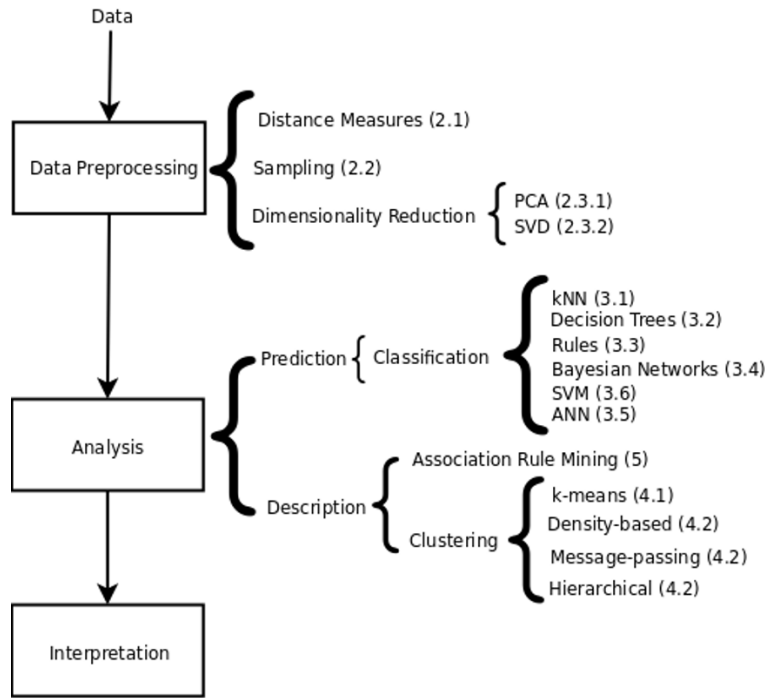 Data
Data Preprocessing
Distance Measures (2.1)
Sampling (2.2)
Dimensionality Reduction
PCA (2.3.1)
SVD (2.3.2)
Analysis
Prediction
Classification
kNN (3.1)
Decision Trees (3.2)
Rules (3.3)
Bayesian Networks (3.4)
SVM (3.6)
ANN (3.5)
Description
Association Rule Mining (5)
Clustering
k-means (4.1)
Density-based (4.2)
Message-passing (4.2)
Hierarchical (4.2)
Interpretation